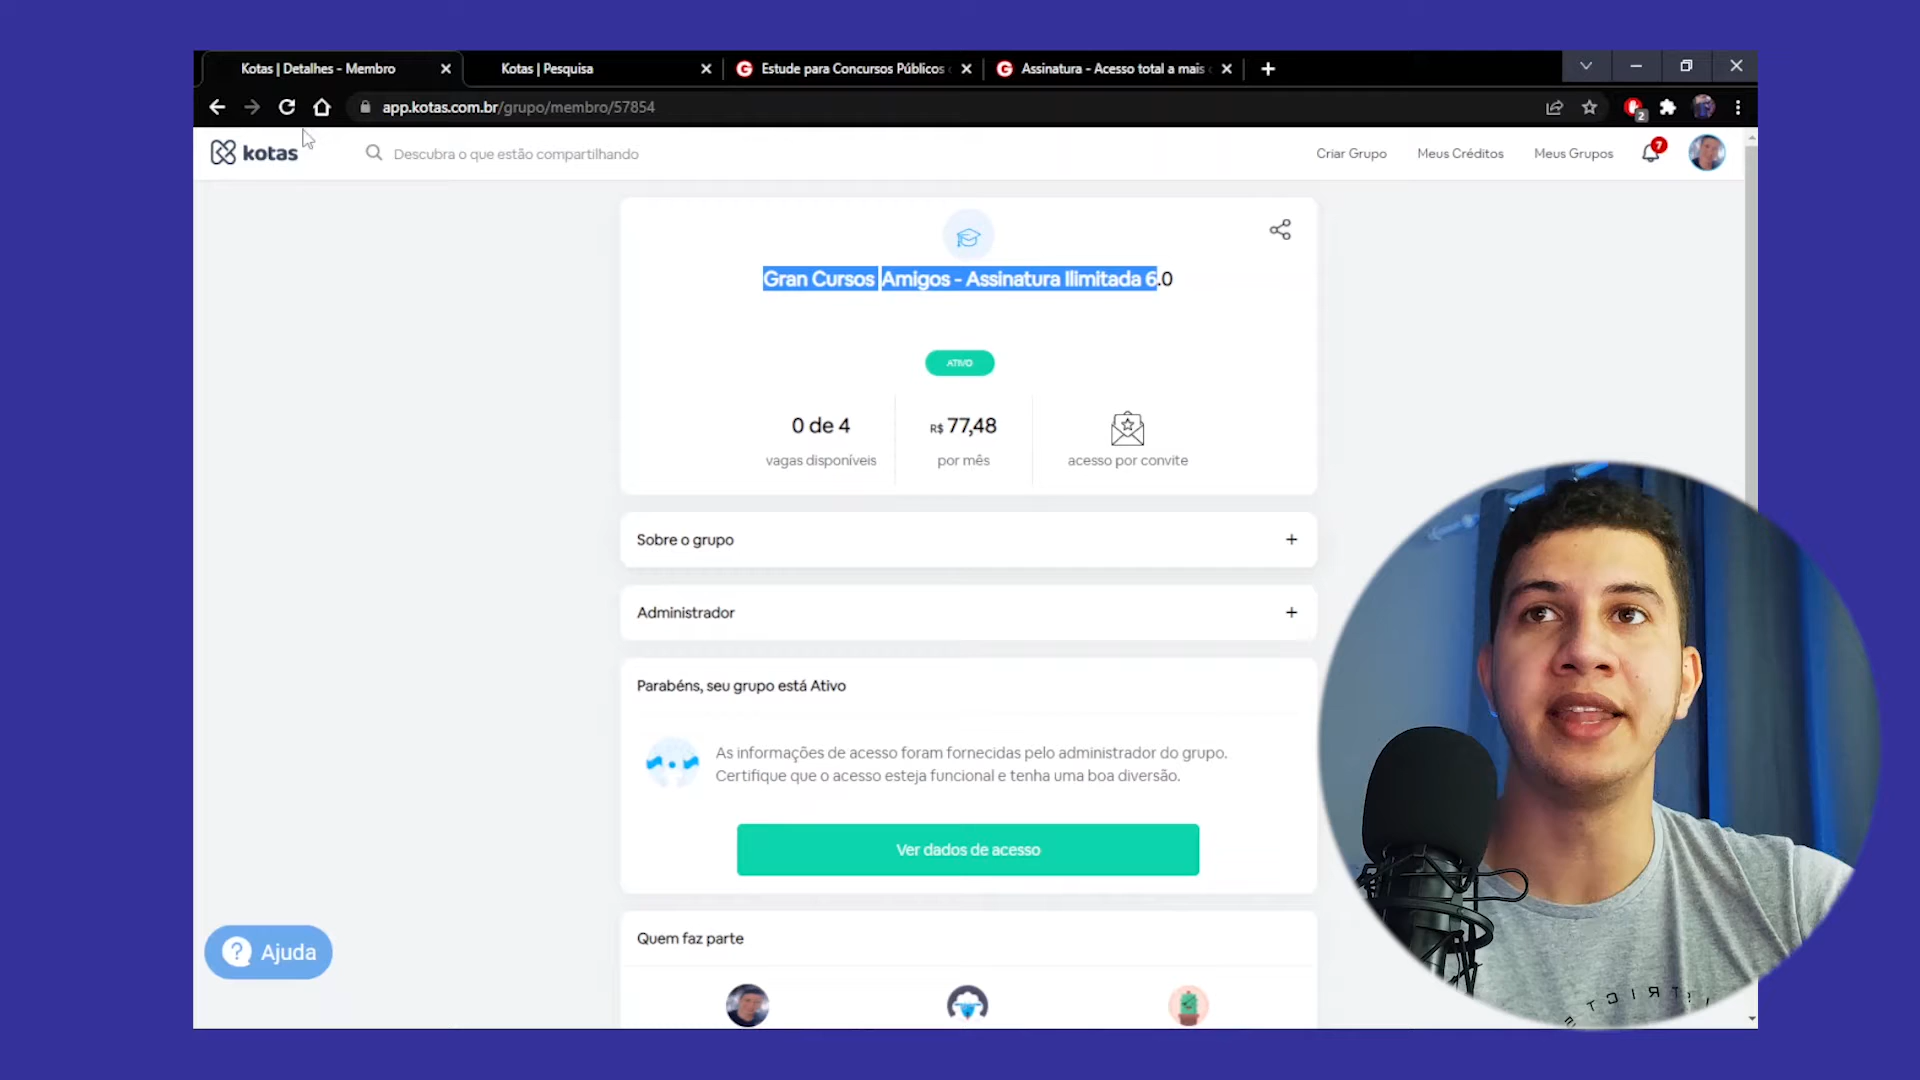 Kotas | Detalhes - Membro
Kotas | Pesquisa
Estude para Concursos Públicos
Assinatura - Acesso total a mais
app.kotas.com.br/grupo/membro/57854
2
kotas
Descubra o que estão compartilhando
Criar Grupo
Meus Créditos
Meus Grupos
7
Gran Cursos Amigos - Assinatura Ilimitada 6.0
ATIVO
0 de 4
vagas disponíveis
R$ 77,48
por mês
acesso por convite
Sobre o grupo
Administrador
Parabéns, seu grupo está Ativo
As informações de acesso foram fornecidas pelo administrador do grupo.
Certifique que o acesso esteja funcional e tenha uma boa diversão.
Ver dados de acesso
Quem faz parte
? Ajuda